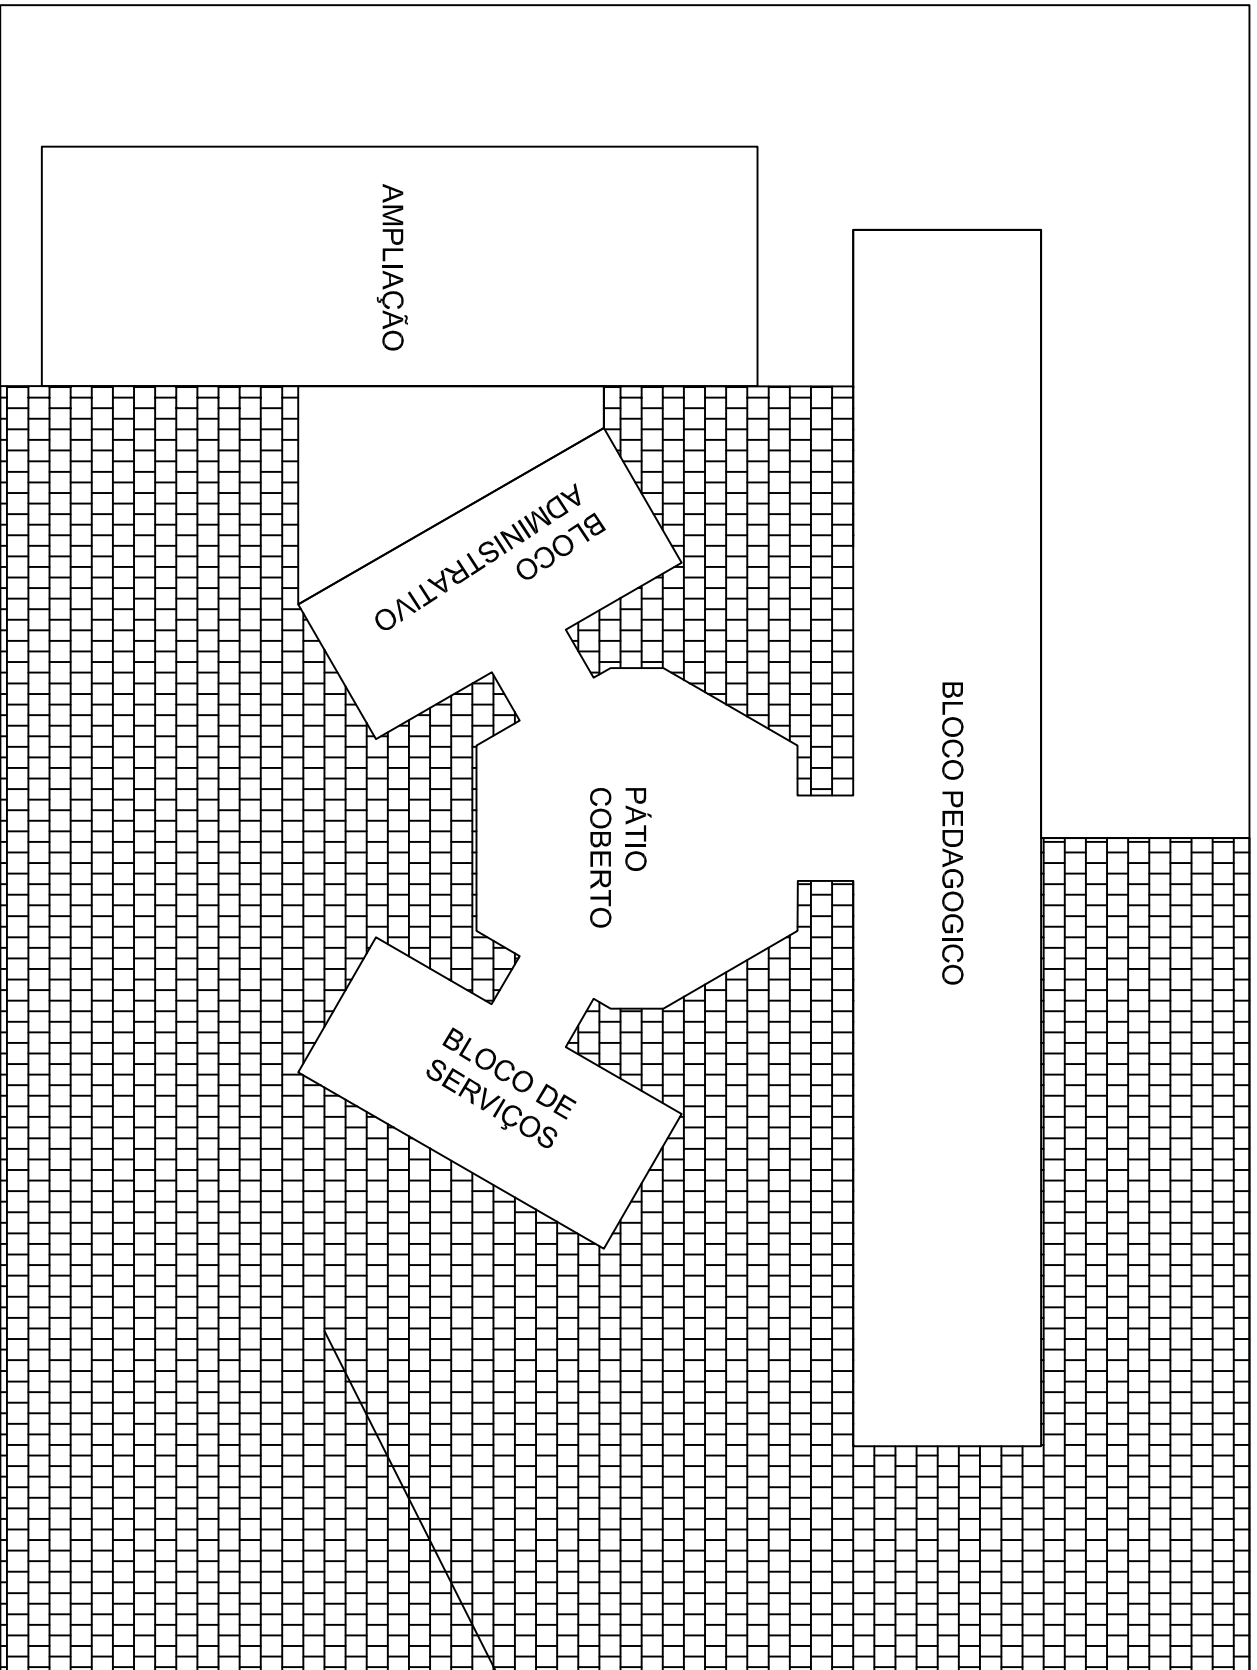 AMPLIAÇÃO
BLOCO
ADMINISTRATIVO
BLOCO PEDAGOGICO
PÁTIO
COBERTO
BLOCO DE
SERVIÇOS